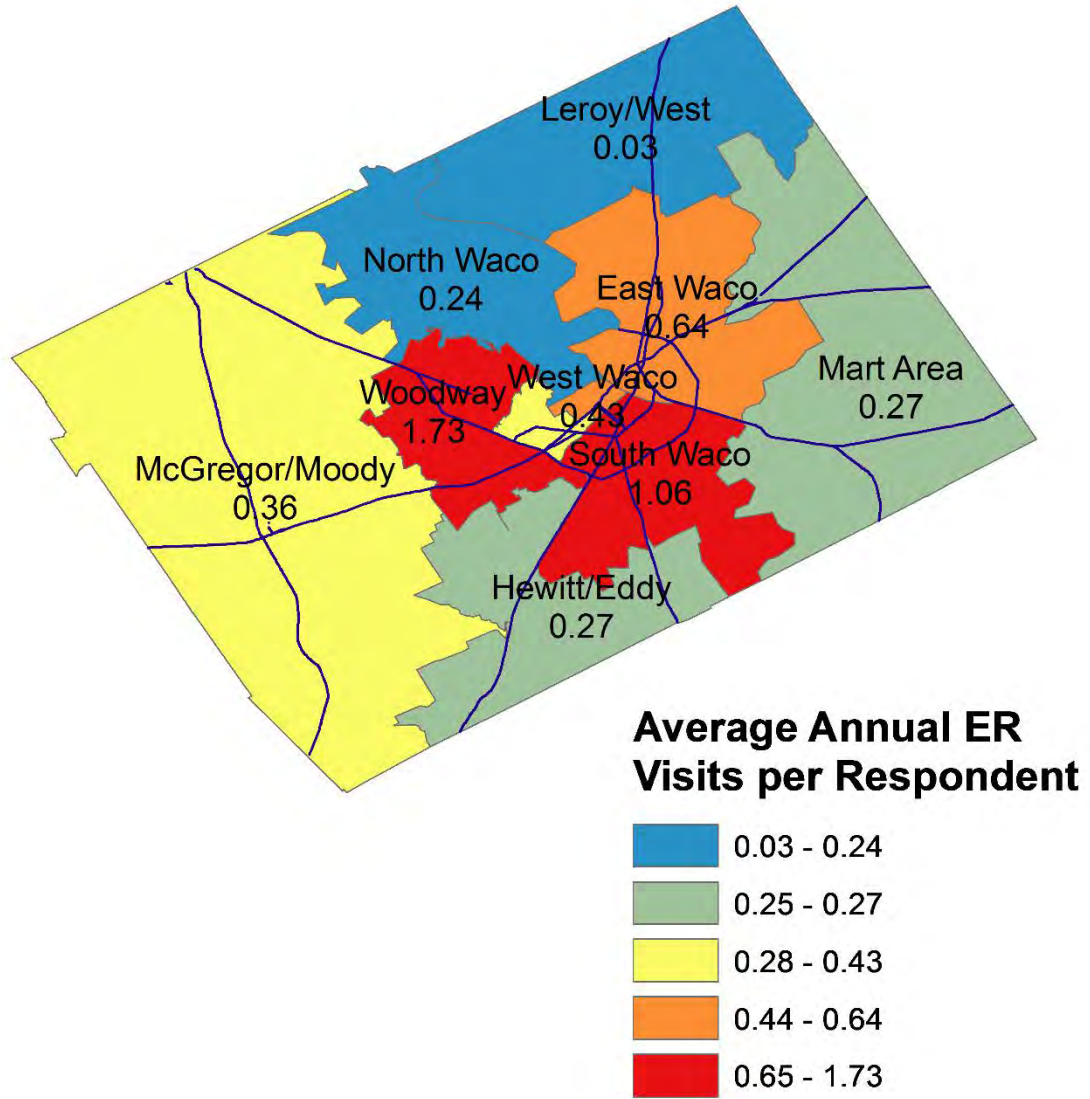 Leroy/West
0.03
North Waco
0.24
East Waco
0.64
Mart Area
0.27
West Waco
0.43
Woodway
1.73
South Waco
1.06
McGregor/Moody
0.36
Hewitt/Eddy
0.27
Average Annual ER
Visits per Respondent
0.03 - 0.24
0.25 - 0.27
0.28 - 0.43
0.44 - 0.64
0.65 - 1.73